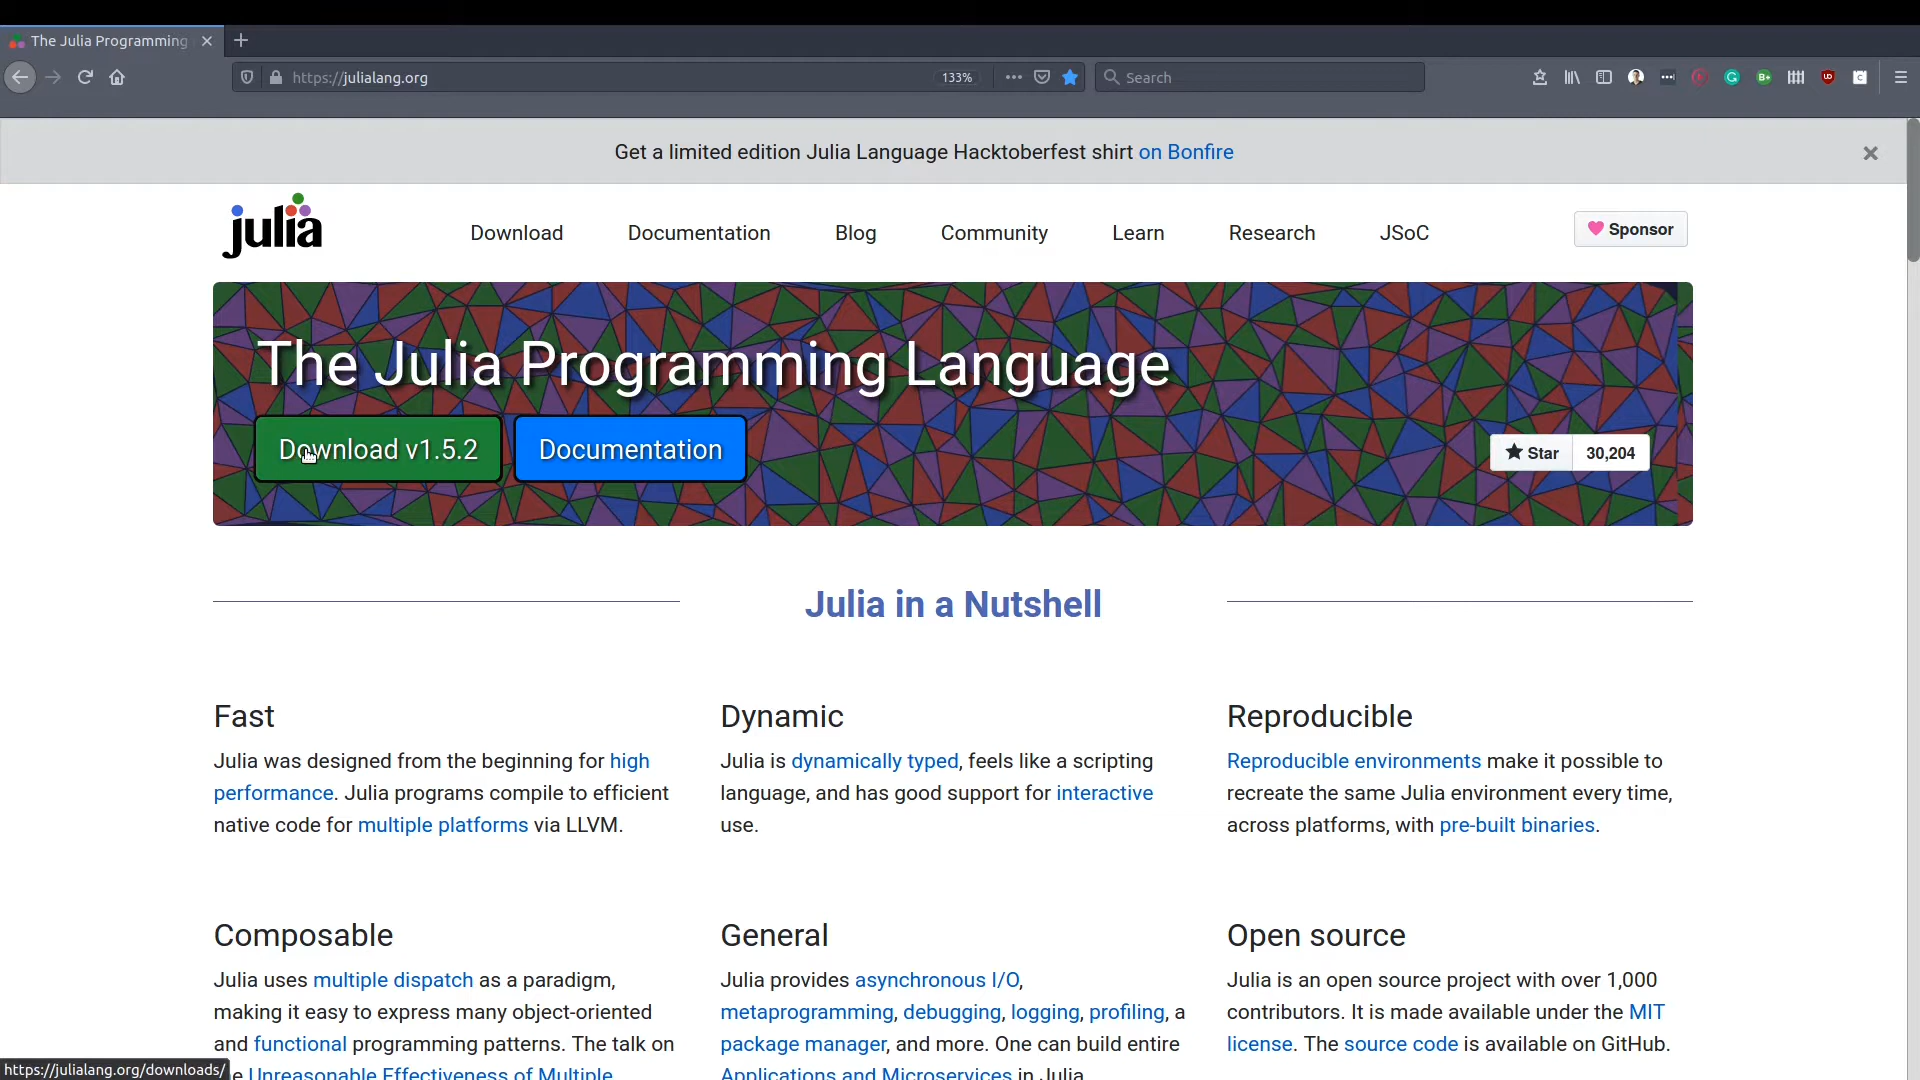 The Julia Programming
https://julialang.org
133%
Search
Get a limited edition Julia Language Hacktoberfest shirt on Bonfire
julia
Download
Documentation
Blog
Community
Learn
Research
JSoC
Sponsor
The Julia Programming Language
Download v1.5.2
Documentation
Star
30,204
Julia in a Nutshell
Fast
Julia was designed from the beginning for high
performance. Julia programs compile to efficient
native code for multiple platforms via LLVM.
Dynamic
Julia is dynamically typed, feels like a scripting
language, and has good support for interactive
use.
Reproducible
Reproducible environments make it possible to
recreate the same Julia environment every time,
across platforms, with pre-built binaries.
Composable
Julia uses multiple dispatch as a paradigm,
making it easy to express many object-oriented
and functional programming patterns. The talk on
Unreasonable Effectiveness of Multiple
General
Julia provides asynchronous I/O,
metaprogramming, debugging, logging, profiling, a
package manager, and more. One can build entire
Applications and Microservices in Julia.
Open source
Julia is an open source project with over 1,000
contributors. It is made available under the MIT
license. The source code is available on GitHub.
https://julialang.org/downloads/